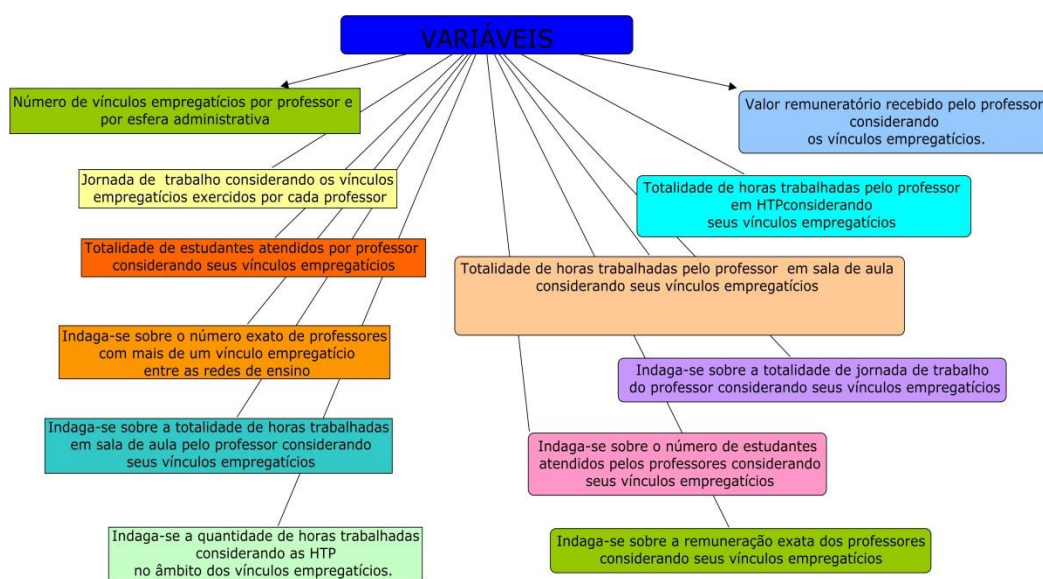 VARIÁVEIS
Número de vínculos empregatícios por professor e
por esfera administrativa
Valor remuneratório recebido pelo professor
considerando
os vínculos empregatícios.
Jornada de trabalho considerando os vínculos
empregatícios exercidos por cada professor
Totalidade de horas trabalhadas pelo professor
em HTPconsiderando
seus vínculos empregatícios
Totalidade de estudantes atendidos por professor
considerando seus vínculos empregatícios
Totalidade de horas trabalhadas pelo professor em sala de aula
considerando seus vínculos empregatícios
Indaga-se sobre o número exato de professores
com mais de um vínculo empregatício
entre as redes de ensino
Indaga-se sobre a totalidade de jornada de trabalho
do professor considerando seus vínculos empregatícios
Indaga-se sobre a totalidade de horas trabalhadas
em sala de aula pelo professor considerando
seus vínculos empregatícios
Indaga-se sobre o número de estudantes
atendidos pelos professores considerando
seus vínculos empregatícios
Indaga-se a quantidade de horas trabalhadas
considerando as HTP
no âmbito dos vínculos empregatícios.
Indaga-se sobre a remuneração exata dos professores
considerando seus vínculos empregatícios